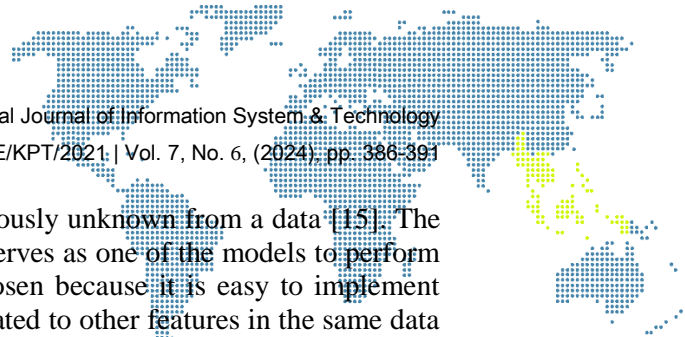 al Journal of Information System & Technology
E/KPT/2021 | Vol. 7, No. 6, (2024), pp. 386-391
ously unknown from a data [15]. The
erves as one of the models to perform
osen because it is easy to implement
ated to other features in the same data